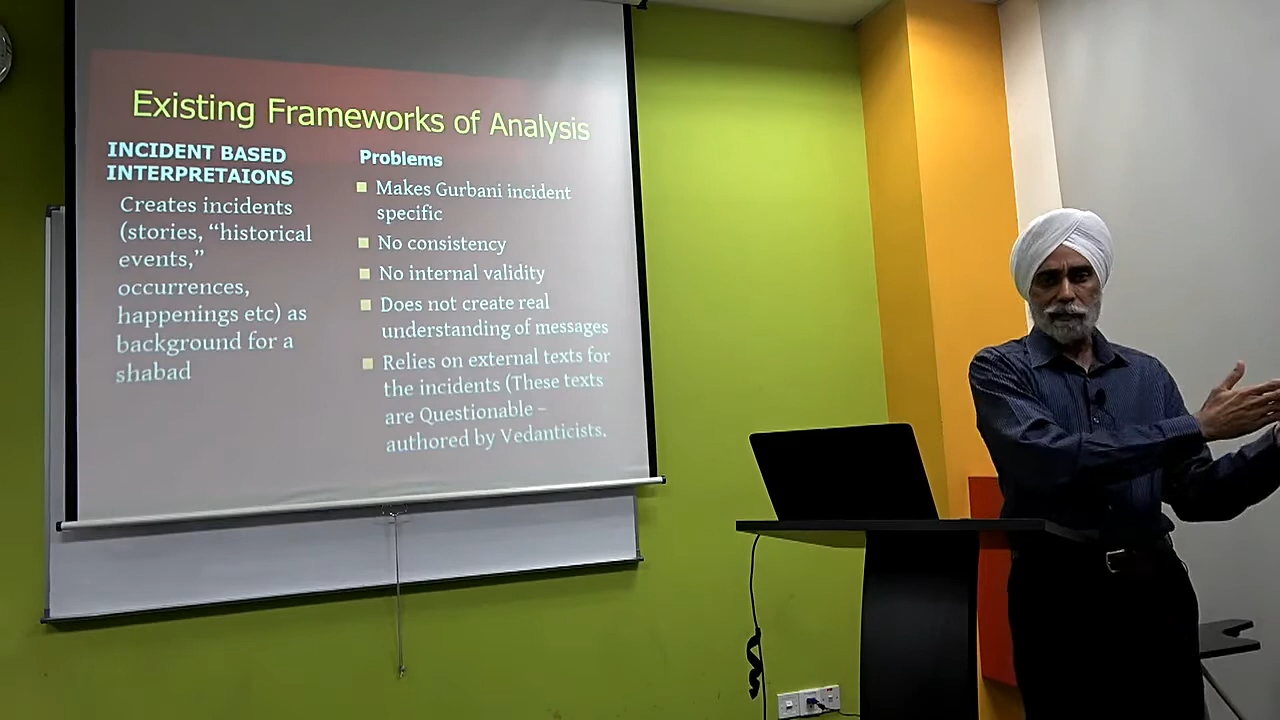 Existing Frameworks of Analysis
INCIDENT BASED
INTERPRETAIONS
Creates incidents
(stories, “historical
events,”
occurrences,
happenings etc) as
background for a
shabad
Problems
Makes Gurbani incident
specific
No consistency
No internal validity
Does not create real
understanding of messages
Relies on external texts for
the incidents (These texts
are Questionable –
authored by Vedanticists.